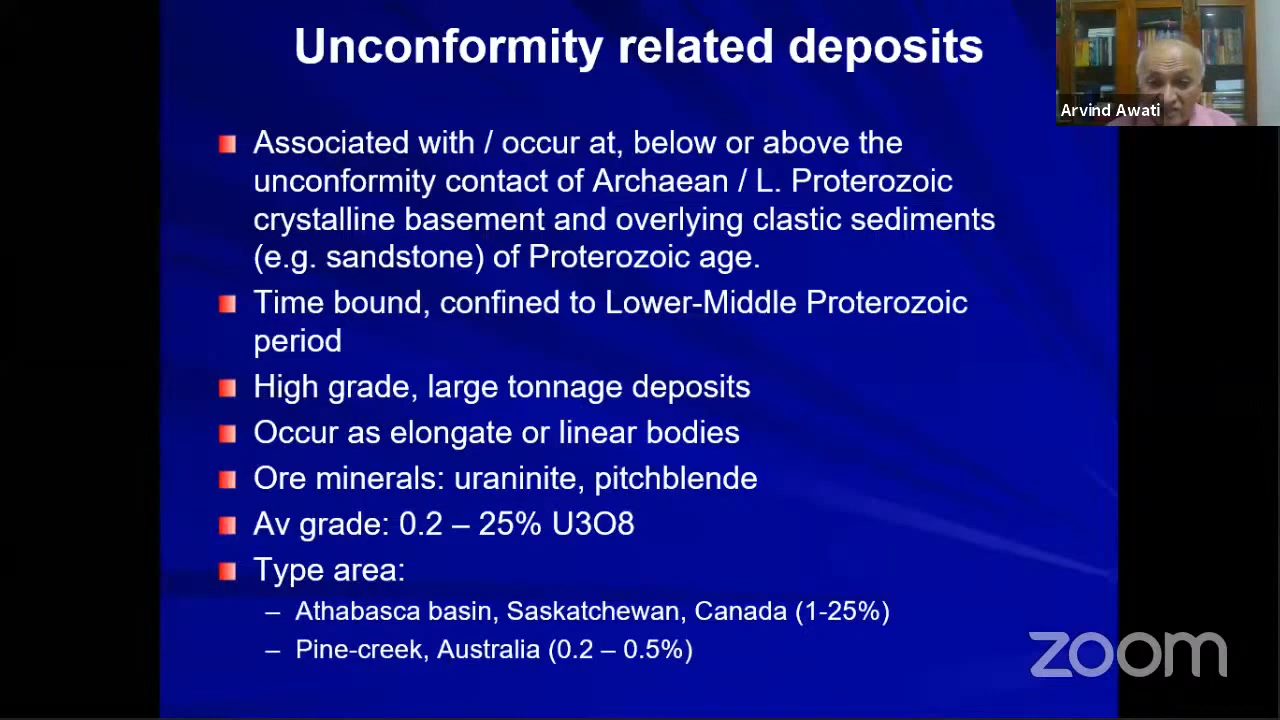 Unconformity related deposits
Arvind Awati
Associated with / occur at, below or above the
unconformity contact of Archaean / L. Proterozoic
crystalline basement and overlying clastic sediments
(e.g. sandstone) of Proterozoic age.
Time bound, confined to Lower-Middle Proterozoic
period
High grade, large tonnage deposits
Occur as elongate or linear bodies
Ore minerals: uraninite, pitchblende
Av grade: 0.2 – 25% U3O8
Type area:
– Athabasca basin, Saskatchewan, Canada (1-25%)
– Pine-creek, Australia (0.2 – 0.5%)
zoom